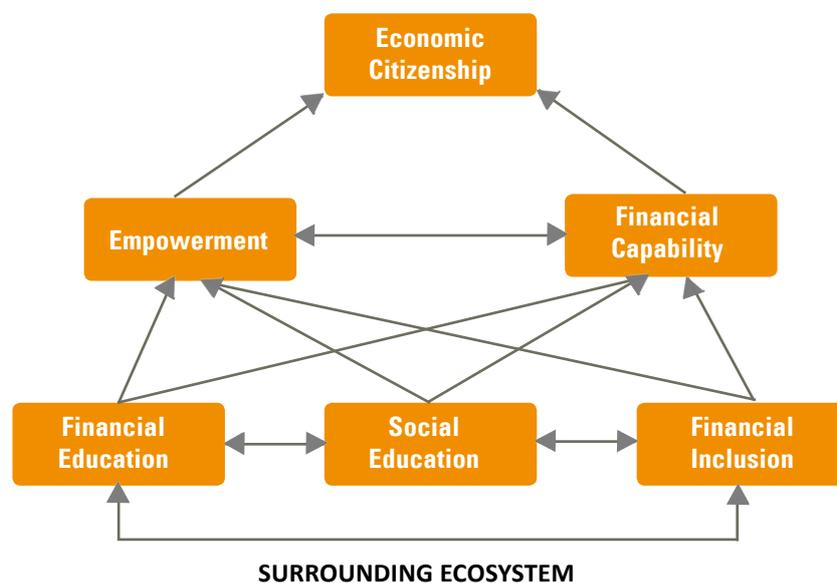 Economic
Citizenship
Empowerment
Financial
Capability
Financial
Education
Social
Education
Financial
Inclusion
SURROUNDING ECOSYSTEM